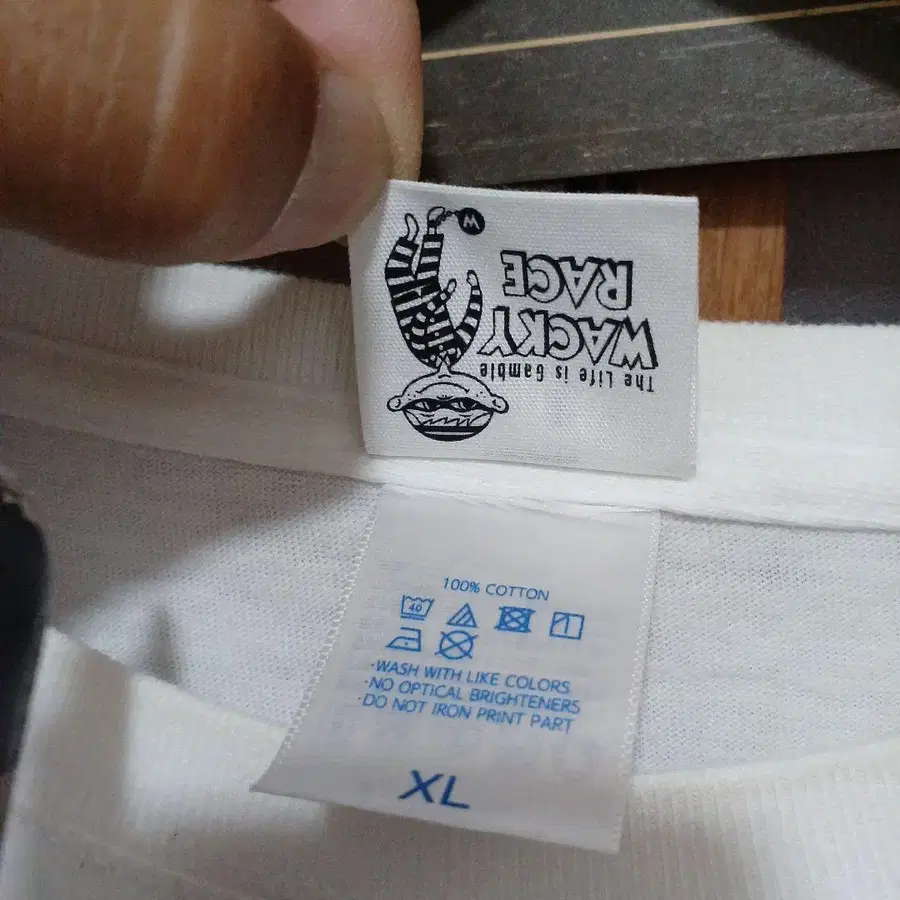 The Life is Gamble
WACKY
RACE
W
100% COTTON
40
·WASH WITH LIKE COLORS
·NO OPTICAL BRIGHTENERS
·DO NOT IRON PRINT PART
XL